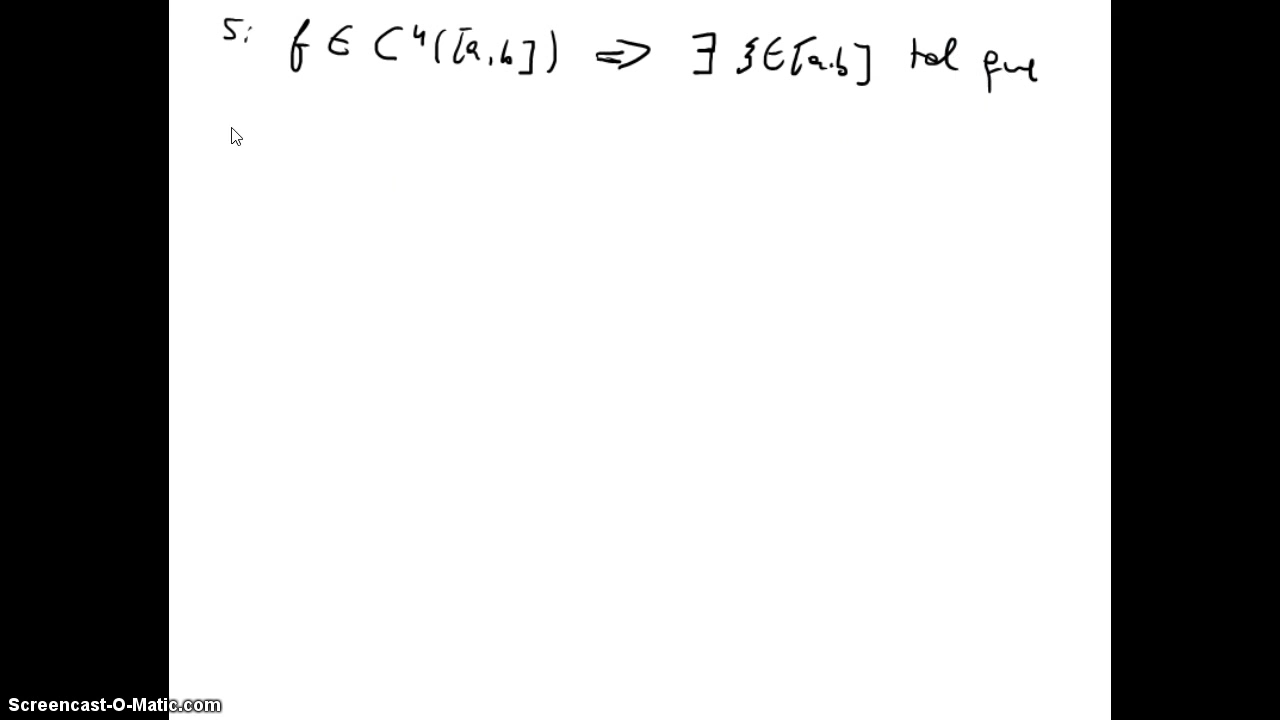 Si f ∈ C⁴([a,b]) ⇒ ∃ ξ∈[a,b] tal que
Screencast-O-Matic.com